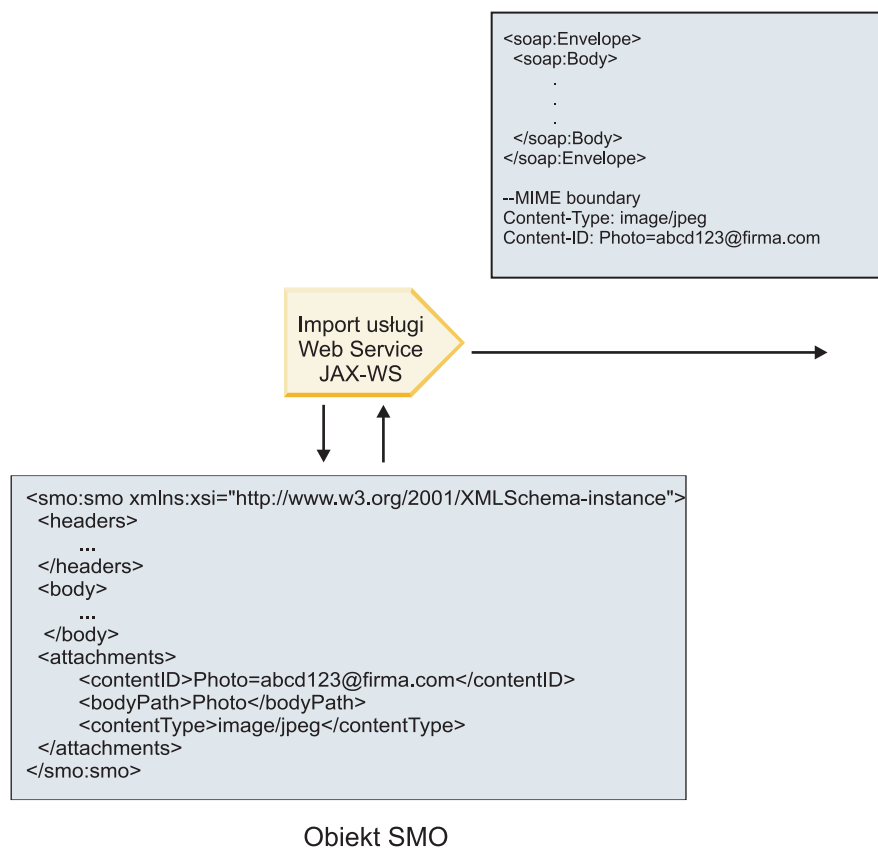 <soap:Envelope>
<soap:Body>
.
.
.
</soap:Body>
</soap:Envelope>
--MIME boundary
Content-Type: image/jpeg
Content-ID: Photo=abcd123@firma.com
Import usługi
Web Service
JAX-WS
<smo:smo xmlns:xsi="http://www.w3.org/2001/XMLSchema-instance">
<headers>
...
</headers>
<body>
...
</body>
<attachments>
<contentID>Photo=abcd123@firma.com</contentID>
<bodyPath>Photo</bodyPath>
<contentType>image/jpeg</contentType>
</attachments>
</smo:smo>
Obiekt SMO